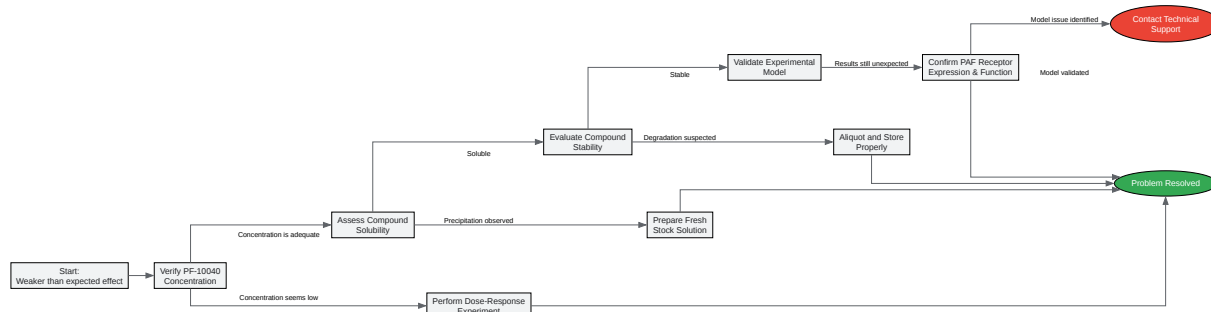 Model issue identified
Contact Technical
Support
Validate Experimental
Model
Results still unexpected
Confirm PAF Receptor
Expression & Function
Model validated
Stable
Evaluate Compound
Stability
Degradation suspected
Aliquot and Store
Properly
Soluble
Problem Resolved
Assess Compound
Solubility
Precipitation observed
Prepare Fresh
Stock Solution
Concentration is adequate
Start:
Weaker than expected effect
Verify PF-10040
Concentration
Concentration seems low
Perform Dose-Response
Experiment